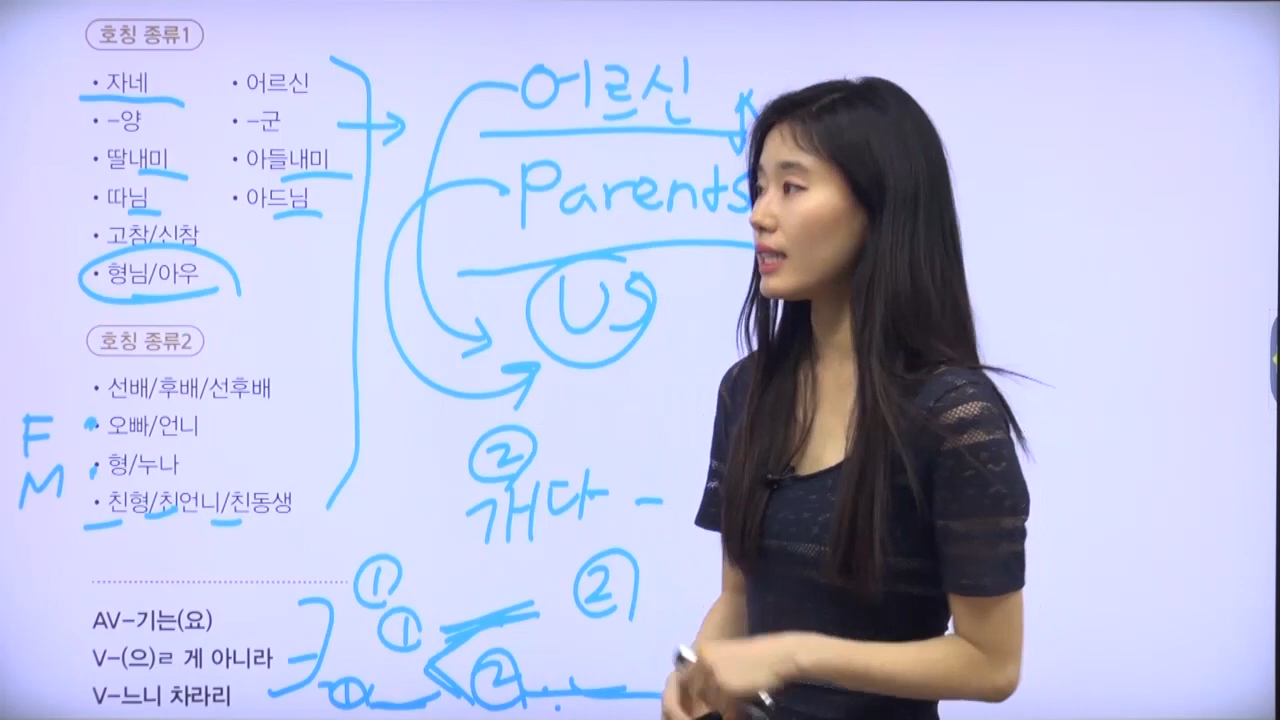 호칭 종류1
• 자네 • 어르신
• -양 • -군
• 딸내미 • 아들내미
• 따님 • 아드님
• 고참/신참
• 형님/아우
호칭 종류2
• 선배/후배/선후배
F • 오빠/언니
M • 형/누나
• 친형/친언니/친동생
AV-기는(요)
V-(으)ㄹ 게 아니라
V-느니 차라리
어르신
Parents
US
②
개다 -
① ②
①
① ②